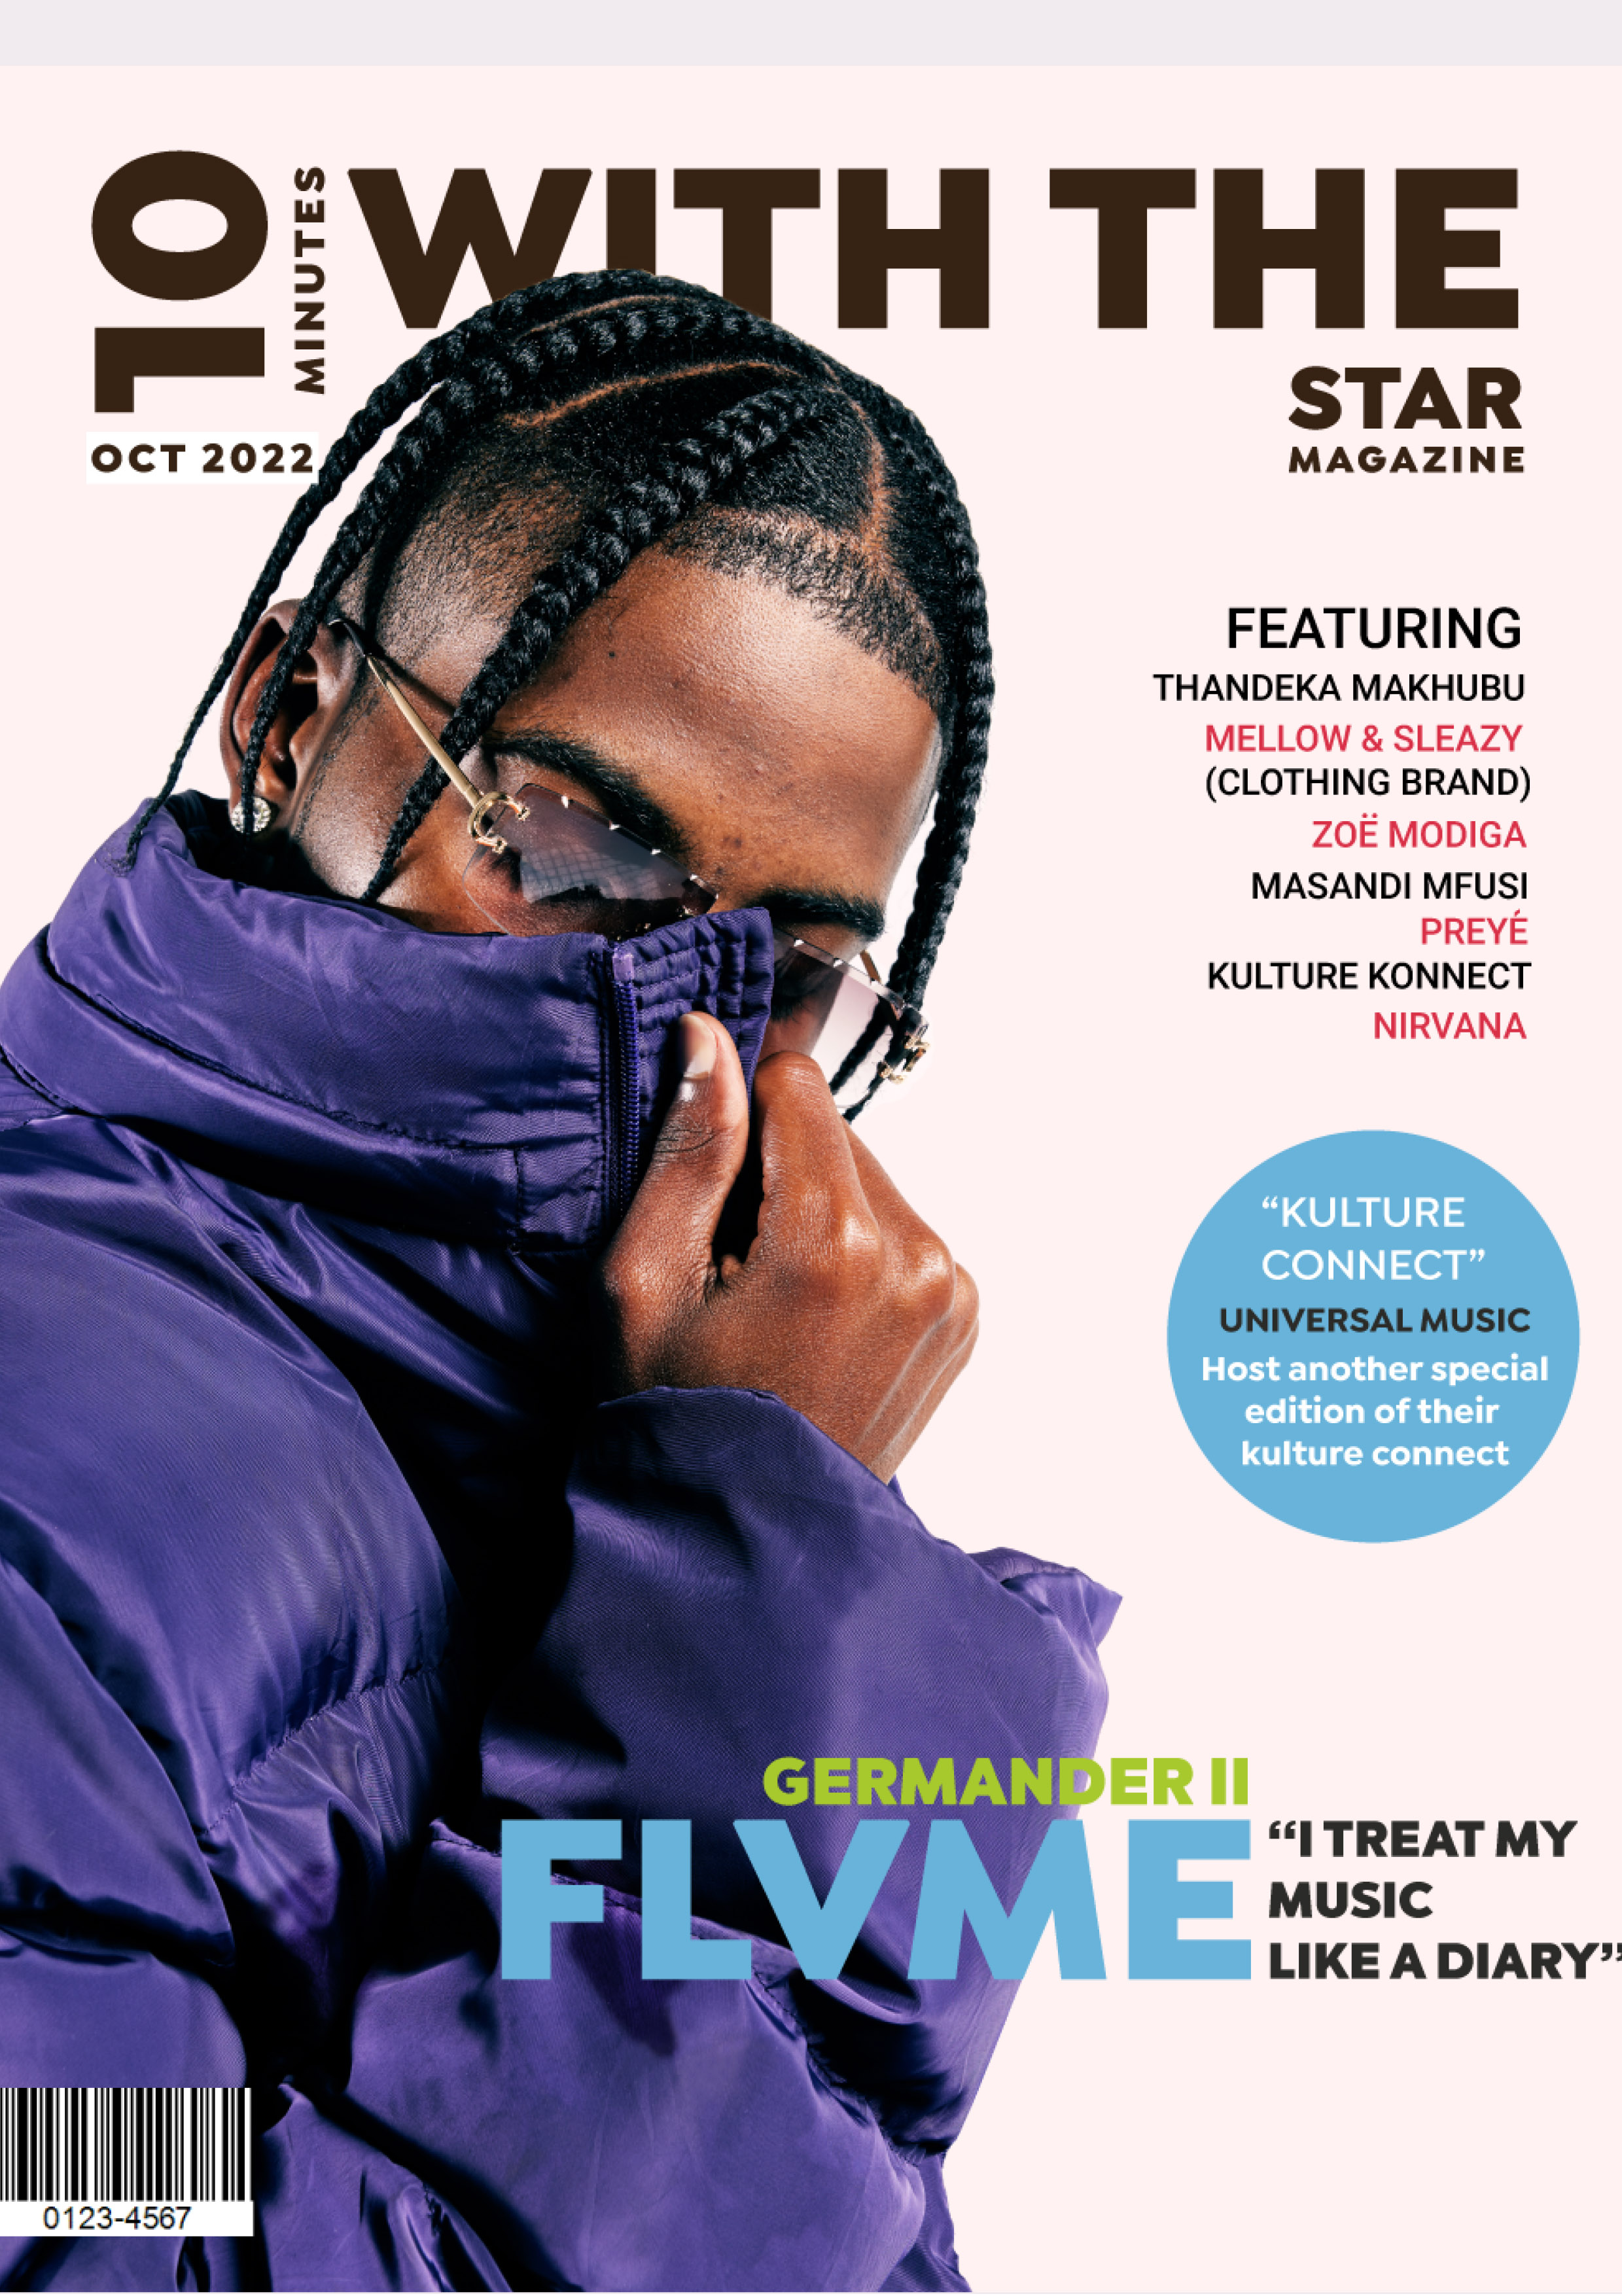 10
MINUTES
WITH THE
STAR
MAGAZINE
OCT 2022
FEATURING
THANDEKA MAKHUBU
MELLOW & SLEAZY
(CLOTHING BRAND)
ZOË MODIGA
MASANDI MFUSI
PREYÉ
KULTURE KONNECT
NIRVANA
“KULTURE
CONNECT”
UNIVERSAL MUSIC
Host another special
edition of their
kulture connect
GERMANDER II
FLVME
“I TREAT MY
MUSIC
LIKE A DIARY”
0123-4567